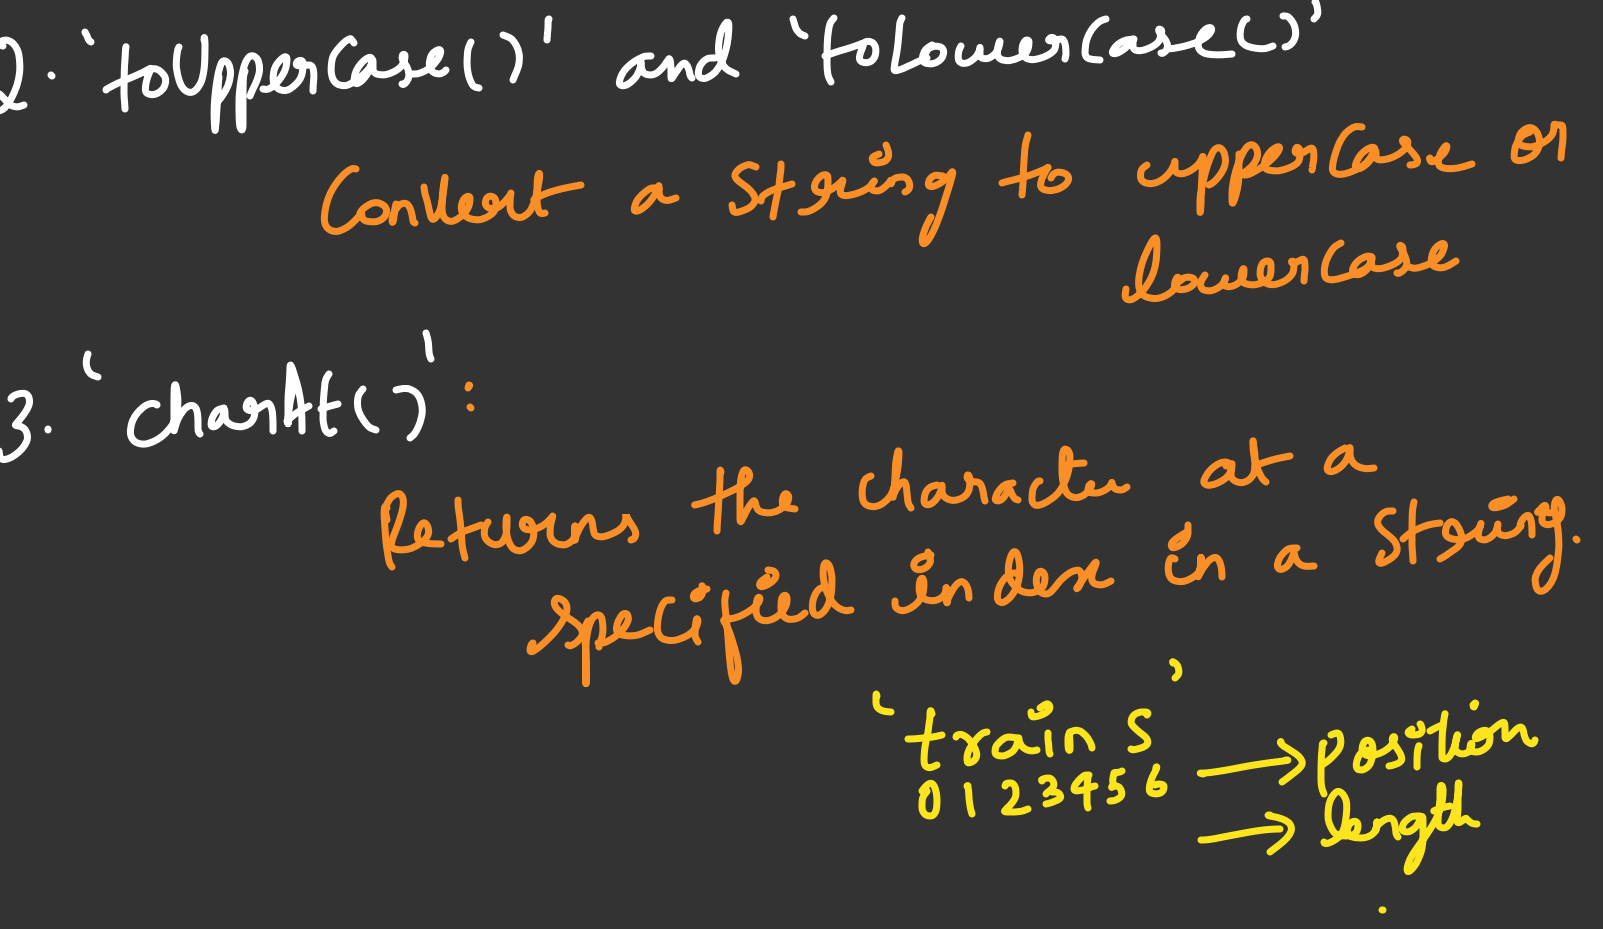 2. 'toUpperCase()' and 'toLowerCase()'
Convert a String to upperCase or
lowerCase
3. 'charAt()':
Returns the character at a
specified index in a String.
'trains'
0123456 → position
→ length